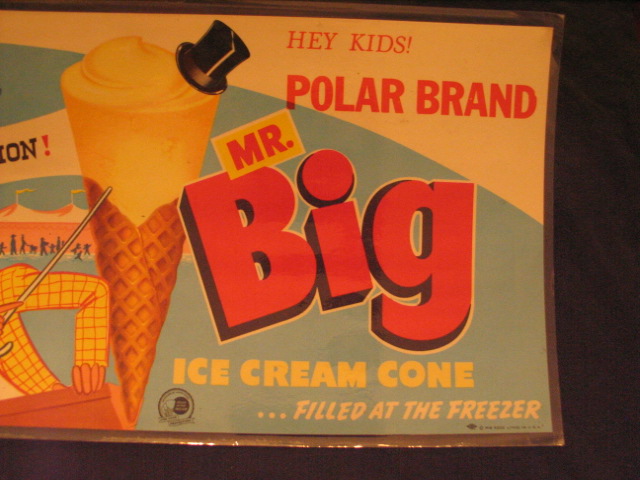 HEY KIDS!
POLAR BRAND
ION!
MR.
Big
ICE CREAM CONE
...FILLED AT THE FREEZER